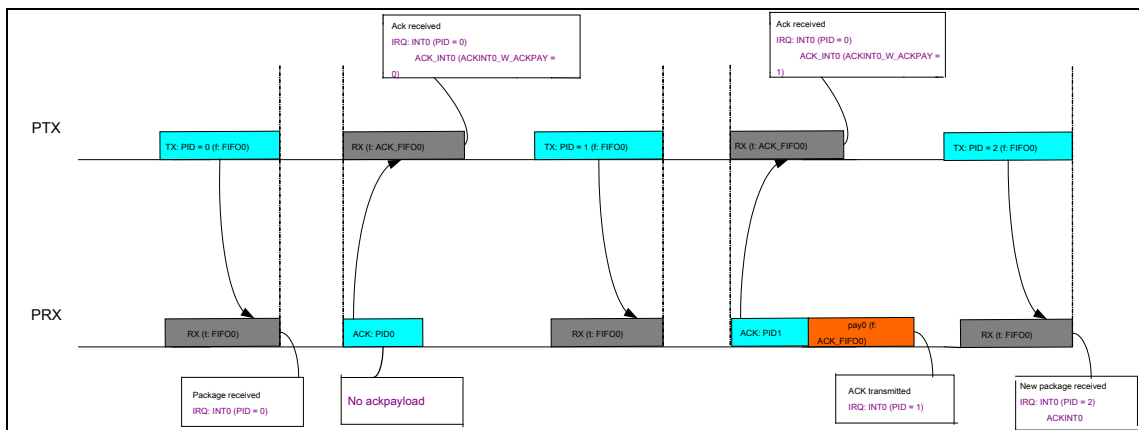 Ack received
IRQ: INT0 (PID = 0)
ACK_INT0 (ACKINT0_W_ACKPAY =
0)
Ack received
IRQ: INT0 (PID = 0)
ACK_INT0 (ACKINT0_W_ACKPAY =
1)
PTX
TX: PID = 0 (f: FIFO0)
RX (t: ACK_FIFO0)
TX: PID = 1 (f: FIFO0)
RX (t: ACK_FIFO0)
TX: PID = 2 (f: FIFO0)
PRX
RX (t: FIFO0)
ACK: PID0
RX (t: FIFO0)
ACK: PID1
pay0 (f:
ACK_FIFO0)
RX (t: FIFO0)
Package received
IRQ: INT0 (PID = 0)
No ackpayload
ACK transmitted
IRQ: INT0 (PID = 1)
New package received
IRQ: INT0 (PID = 2)
ACKINT0